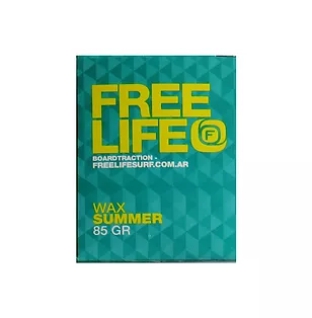 FREE
LIFE
F
BOARDTRACTION -
FREELIFESURF.COM.AR
WAX
SUMMER
85 GR